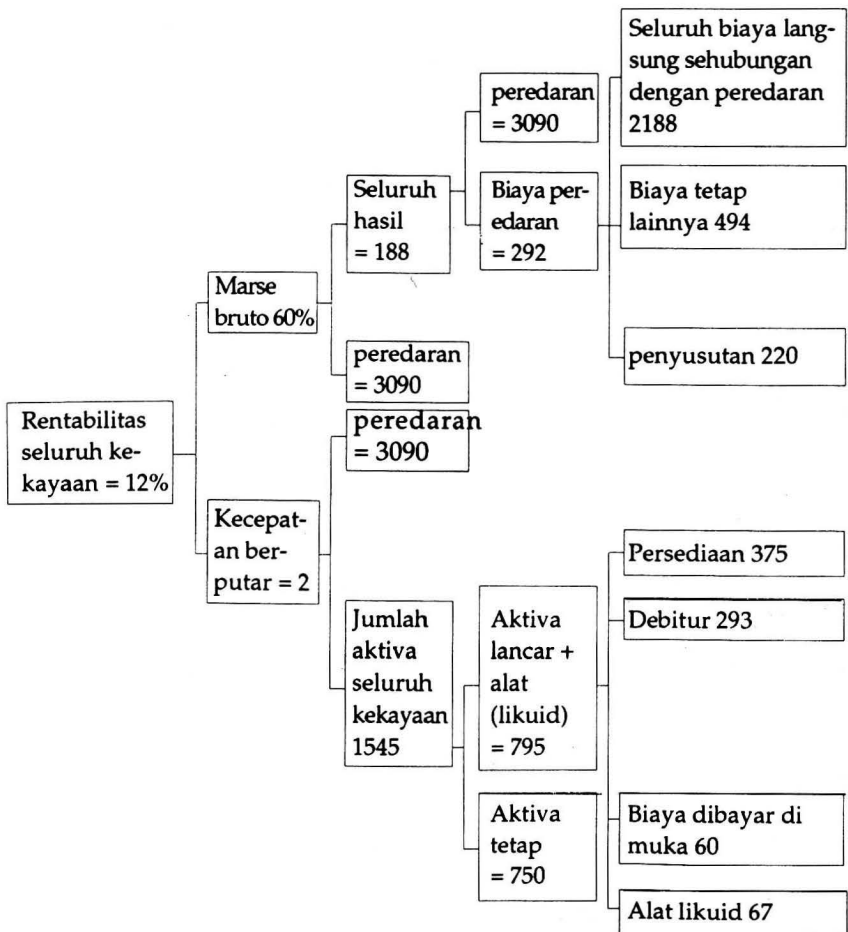 Seluruh biaya lang-
sung sehubungan
dengan peredaran
2188
peredaran
= 3090
Seluruh
hasil
= 188
Biaya per-
edaran
= 292
Biaya tetap
lainnya 494
Marse
bruto 60%
peredaran
= 3090
penyusutan 220
Rentabilitas
seluruh ke-
kayaan = 12%
peredaran
= 3090
Kecepat-
an ber-
putar = 2
Jumlah
aktiva
seluruh
kekayaan
1545
Aktiva
lancar +
alat
(likuid)
= 795
Persediaan 375
Debitur 293
Aktiva
tetap
= 750
Biaya dibayar di
muka 60
Alat likuid 67